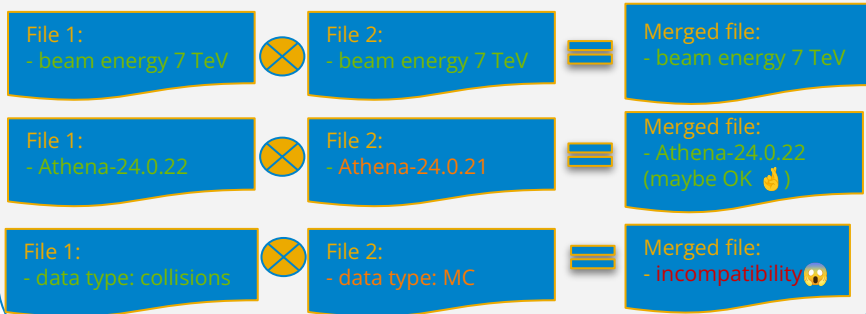 File 1:
- beam energy 7 TeV
File 2:
- beam energy 7 TeV
Merged file:
- beam energy 7 TeV
File 1:
- Athena-24.0.22
File 2:
- Athena-24.0.21
Merged file:
- Athena-24.0.22
(maybe OK 🤞)
File 1:
- data type: collisions
File 2:
- data type: MC
Merged file:
- incompatibility😱